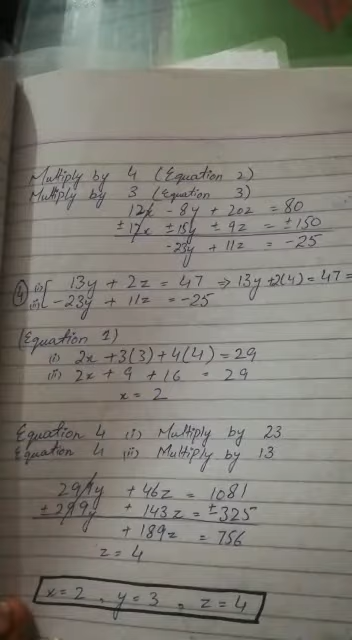 Multiply by 4 (Equation 2)
Multiply by 3 (Equation 3)
12x - 8y + 20z = 80
±12x ±15y ± 9z = ±150
-23y + 11z = -25
④ (i) [ 13y + 2z = 47 ⇒ 13y + 2(4) = 47 =
(ii) [ -23y + 11z = -25
(Equation 1)
(i) 2x + 3(3) + 4(4) = 29
(ii) 2x + 9 + 16 = 29
x = 2
Equation 4 (i) Multiply by 23
Equation 4 (ii) Multiply by 13
299y + 46z = 1081
± 299y + 143z = ±325
+ 189z = 756
z = 4
x = 2 , y = 3 , z = 4